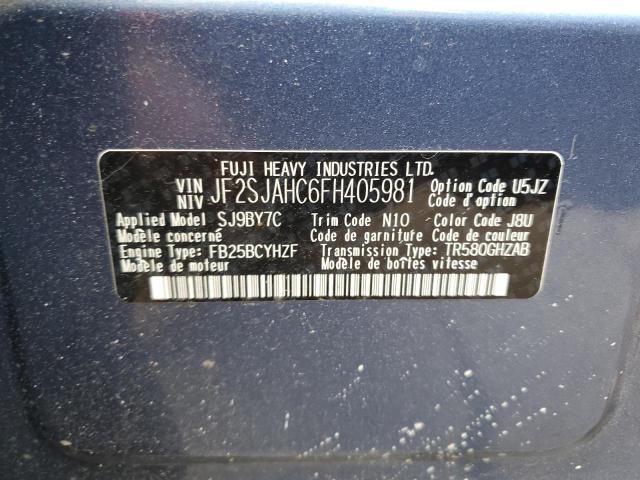 FUJI HEAVY INDUSTRIES LTD.
VIN NIV JF2SJAHC6FH405981 Option Code U5JZ
Code d'option
Applied Model SJ9BY7C Trim Code N10 Color Code J8U
Modèle concerné Code de garniture Code couleur
Engine Type: FB25BCYHZF Transmission Type: TR580GHZAB
Modèle de moteur Modèle de boîtes vitesse